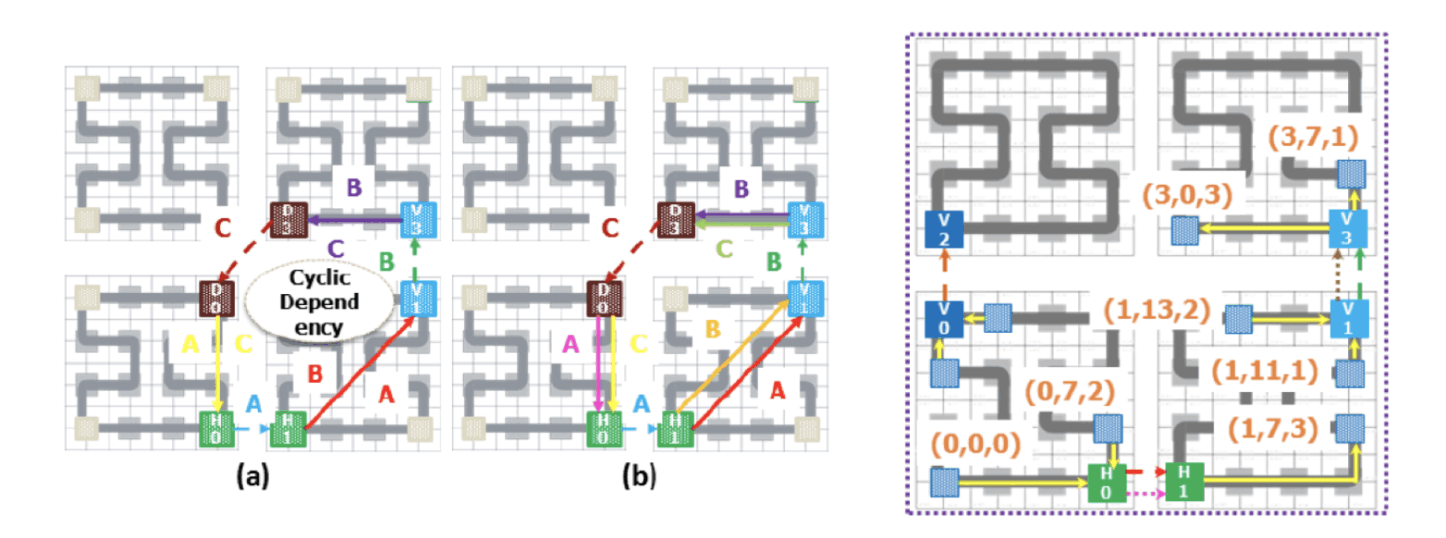 B
D
3
V
3
C
C
B
Cyclic
Depend
ency
D
0
V
1
A
C
B
A
A
H
0
H
1
(a)
B
D
3
V
3
C
C
B
D
0
V
1
B
A
C
A
A
H
0
H
1
(b)
(3,7,1)
(3,0,3)
V
2
V
3
(1,13,2)
V
0
V
1
(1,11,1)
(0,7,2)
(1,7,3)
(0,0,0)
H
0
H
1